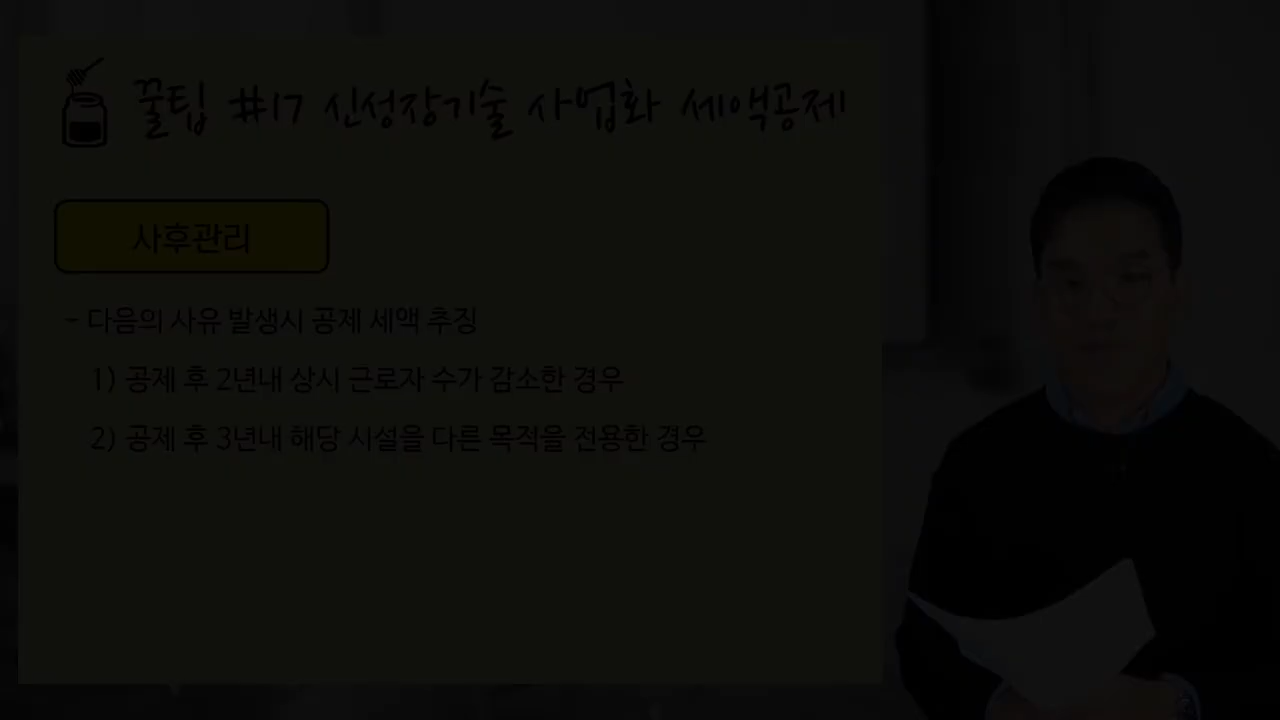 꿀팁 #17 신성장기술 사업화 세액공제
사후관리
- 다음의 사유 발생시 공제 세액 추징
1) 공제 후 2년내 상시 근로자 수가 감소한 경우
2) 공제 후 3년내 해당 시설을 다른 목적을 전용한 경우